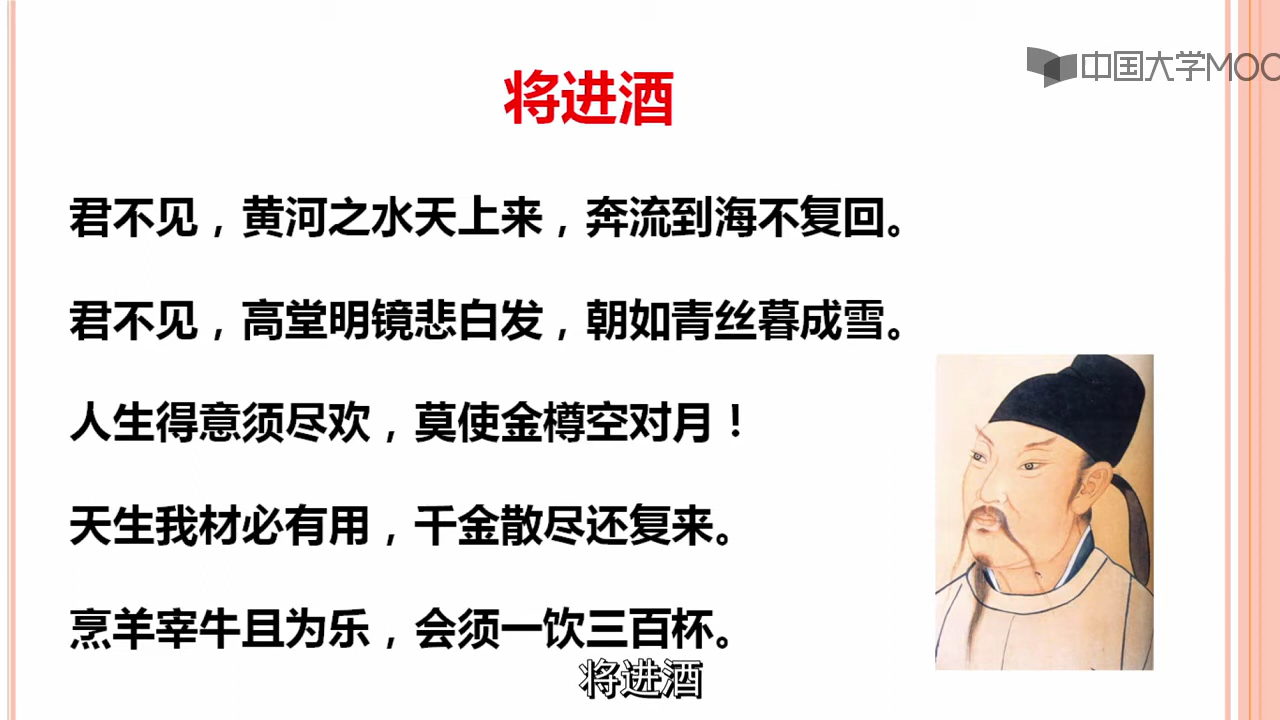 中国大学MOOC
将进酒
君不见，黄河之水天上来，奔流到海不复回。
君不见，高堂明镜悲白发，朝如青丝暮成雪。
人生得意须尽欢，莫使金樽空对月！
天生我材必有用，千金散尽还复来。
烹羊宰牛且为乐，会须一饮三百杯。
将进酒